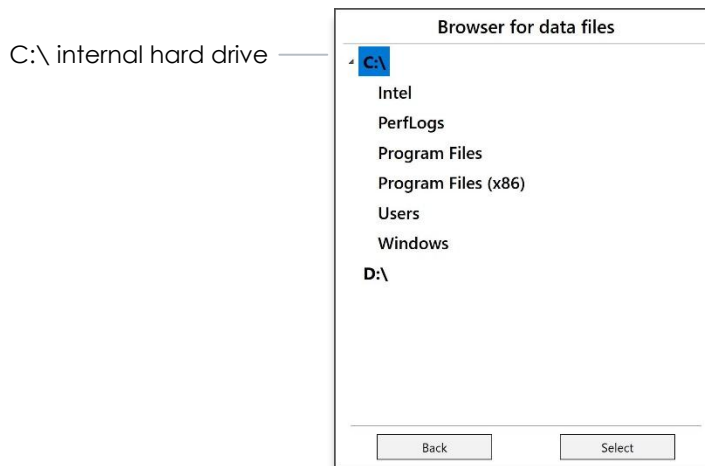 Browser for data files
C:\ internal hard drive
C:\
Intel
PerfLogs
Program Files
Program Files (x86)
Users
Windows
D:\
Back
Select